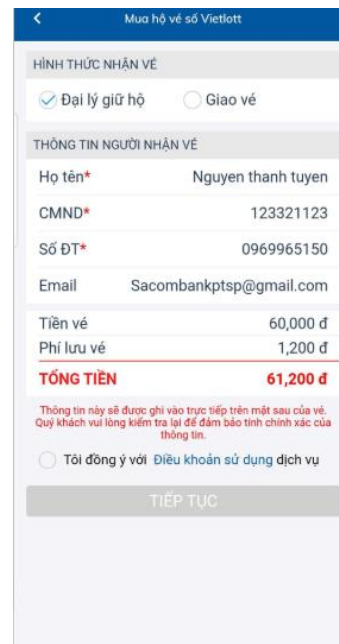 Mua hộ vé số Vietlott
HÌNH THỨC NHẬN VÉ
Đại lý giữ hộ Giao vé
THÔNG TIN NGƯỜI NHẬN VÉ
Họ tên* Nguyen thanh tuyen
CMND* 123321123
Số ĐT* 0969965150
Email Sacombankptsp@gmail.com
Tiền vé 60,000 đ
Phí lưu vé 1,200 đ
TỔNG TIỀN 61,200 đ
Thông tin này sẽ được ghi vào trực tiếp trên mặt sau của vé.
Quý khách vui lòng kiểm tra lại để đảm bảo tính chính xác của
thông tin.
Tôi đồng ý với Điều khoản sử dụng dịch vụ
TIẾP TỤC